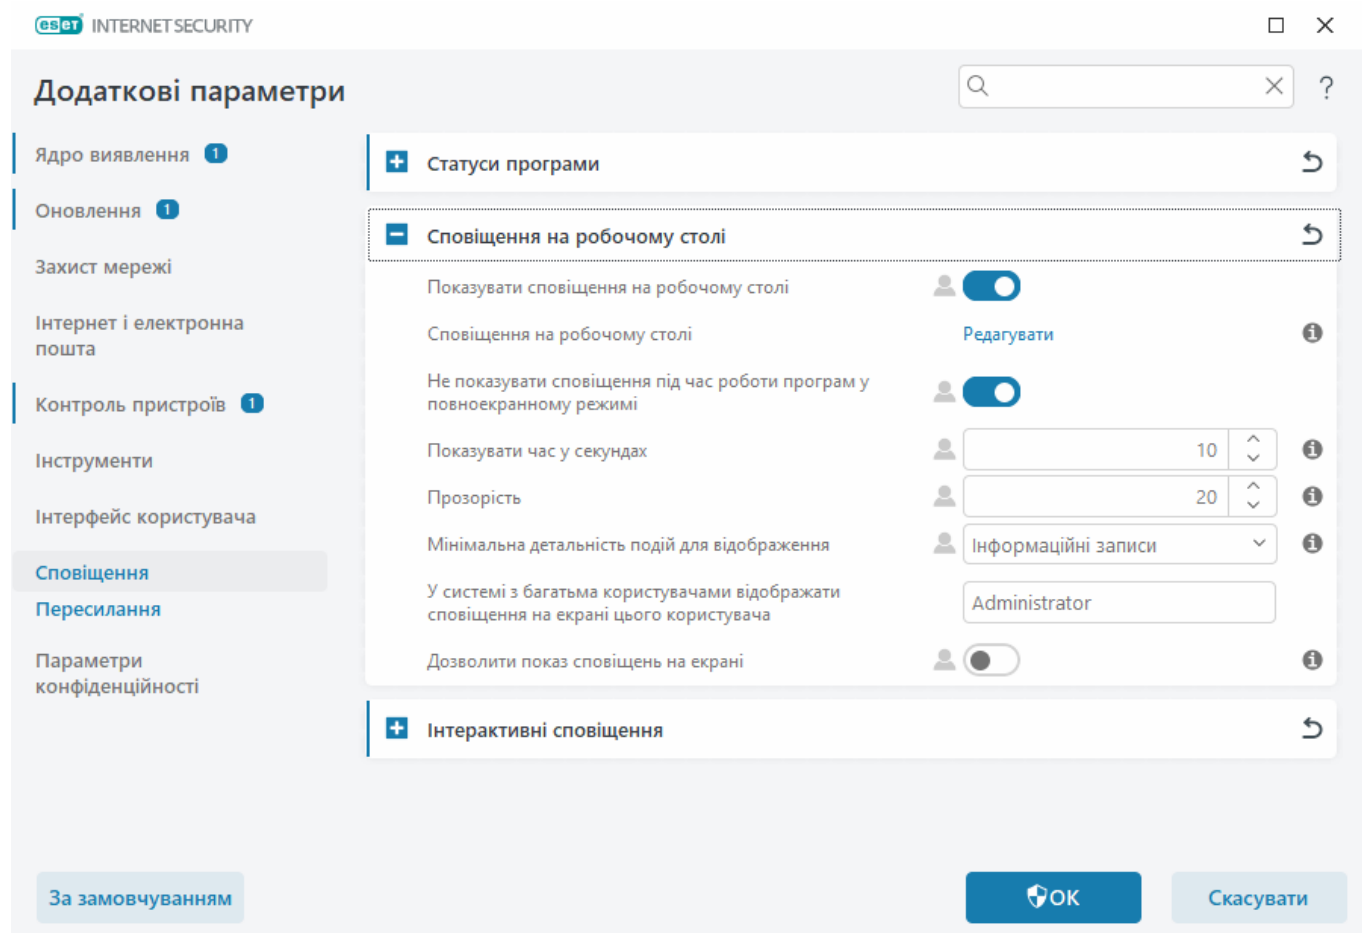 eset INTERNET SECURITY
Додаткові параметри
?
Ядро виявлення 1
Оновлення 1
Захист мережі
Інтернет і електронна
пошта
Контроль пристроїв 1
Інструменти
Інтерфейс користувача
Сповіщення
Пересилання
Параметри
конфіденційності
Статуси програми
Сповіщення на робочому столі
Показувати сповіщення на робочому столі
Сповіщення на робочому столі Редагувати
Не показувати сповіщення під час роботи програм у
повноекранному режимі
Показувати час у секундах 10
Прозорість 20
Мінімальна детальність подій для відображення Інформаційні записи
У системі з багатьма користувачами відображати
сповіщення на екрані цього користувача
Administrator
Дозволити показ сповіщень на екрані
Інтерактивні сповіщення
За замовчуванням OK Скасувати